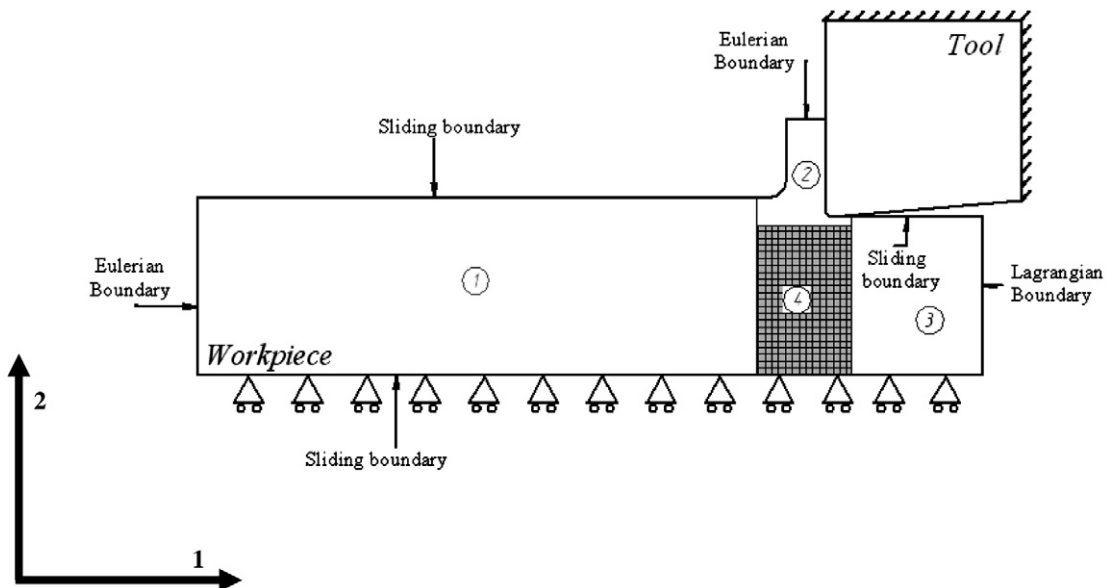 Eulerian
Boundary
Tool
Sliding boundary
2
Eulerian
Boundary
1
4
Sliding
boundary
3
Lagrangian
Boundary
Workpiece
2
Sliding boundary
1